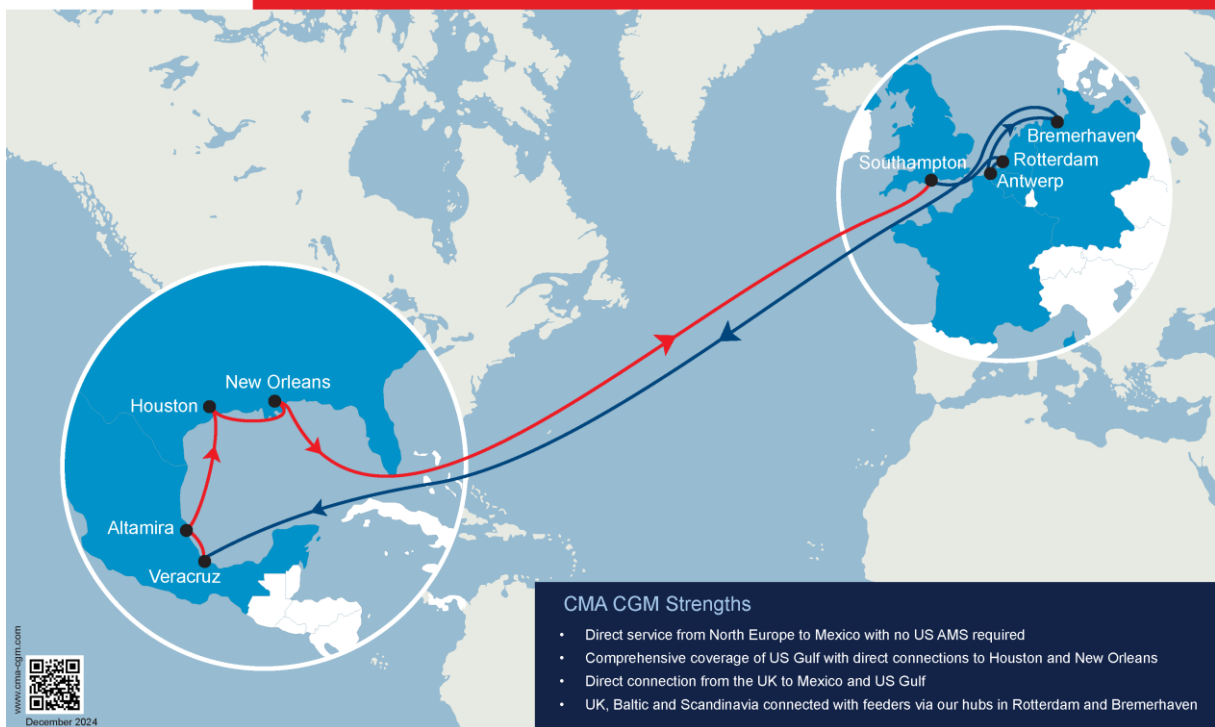 Bremerhaven
Southampton
Rotterdam
Antwerp
New Orleans
Houston
Altamira
Veracruz
CMA CGM Strengths
• Direct service from North Europe to Mexico with no US AMS required
• Comprehensive coverage of US Gulf with direct connections to Houston and New Orleans
• Direct connection from the UK to Mexico and US Gulf
• UK, Baltic and Scandinavia connected with feeders via our hubs in Rotterdam and Bremerhaven
www.cma-cgm.com
December 2024